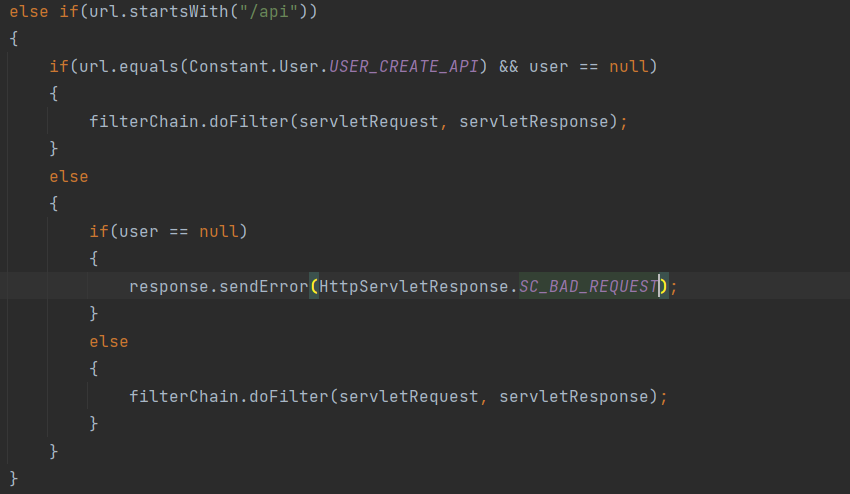 else if(url.startsWith("/api"))
{
if(url.equals(Constant.User.USER_CREATE_API) && user == null)
{
filterChain.doFilter(servletRequest, servletResponse);
}
else
{
if(user == null)
{
response.sendError(HttpServletResponse.SC_BAD_REQUEST);
}
else
{
filterChain.doFilter(servletRequest, servletResponse);
}
}
}